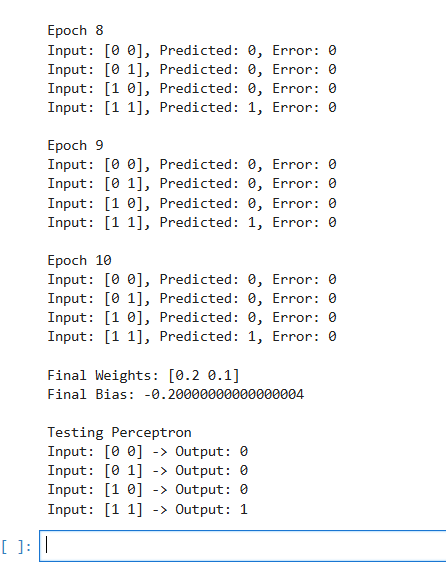 Epoch 8
Input: [0 0], Predicted: 0, Error: 0
Input: [0 1], Predicted: 0, Error: 0
Input: [1 0], Predicted: 0, Error: 0
Input: [1 1], Predicted: 1, Error: 0
Epoch 9
Input: [0 0], Predicted: 0, Error: 0
Input: [0 1], Predicted: 0, Error: 0
Input: [1 0], Predicted: 0, Error: 0
Input: [1 1], Predicted: 1, Error: 0
Epoch 10
Input: [0 0], Predicted: 0, Error: 0
Input: [0 1], Predicted: 0, Error: 0
Input: [1 0], Predicted: 0, Error: 0
Input: [1 1], Predicted: 1, Error: 0
Final Weights: [0.2 0.1]
Final Bias: -0.20000000000000004
Testing Perceptron
Input: [0 0] -> Output: 0
Input: [0 1] -> Output: 0
Input: [1 0] -> Output: 0
Input: [1 1] -> Output: 1
[ ]: